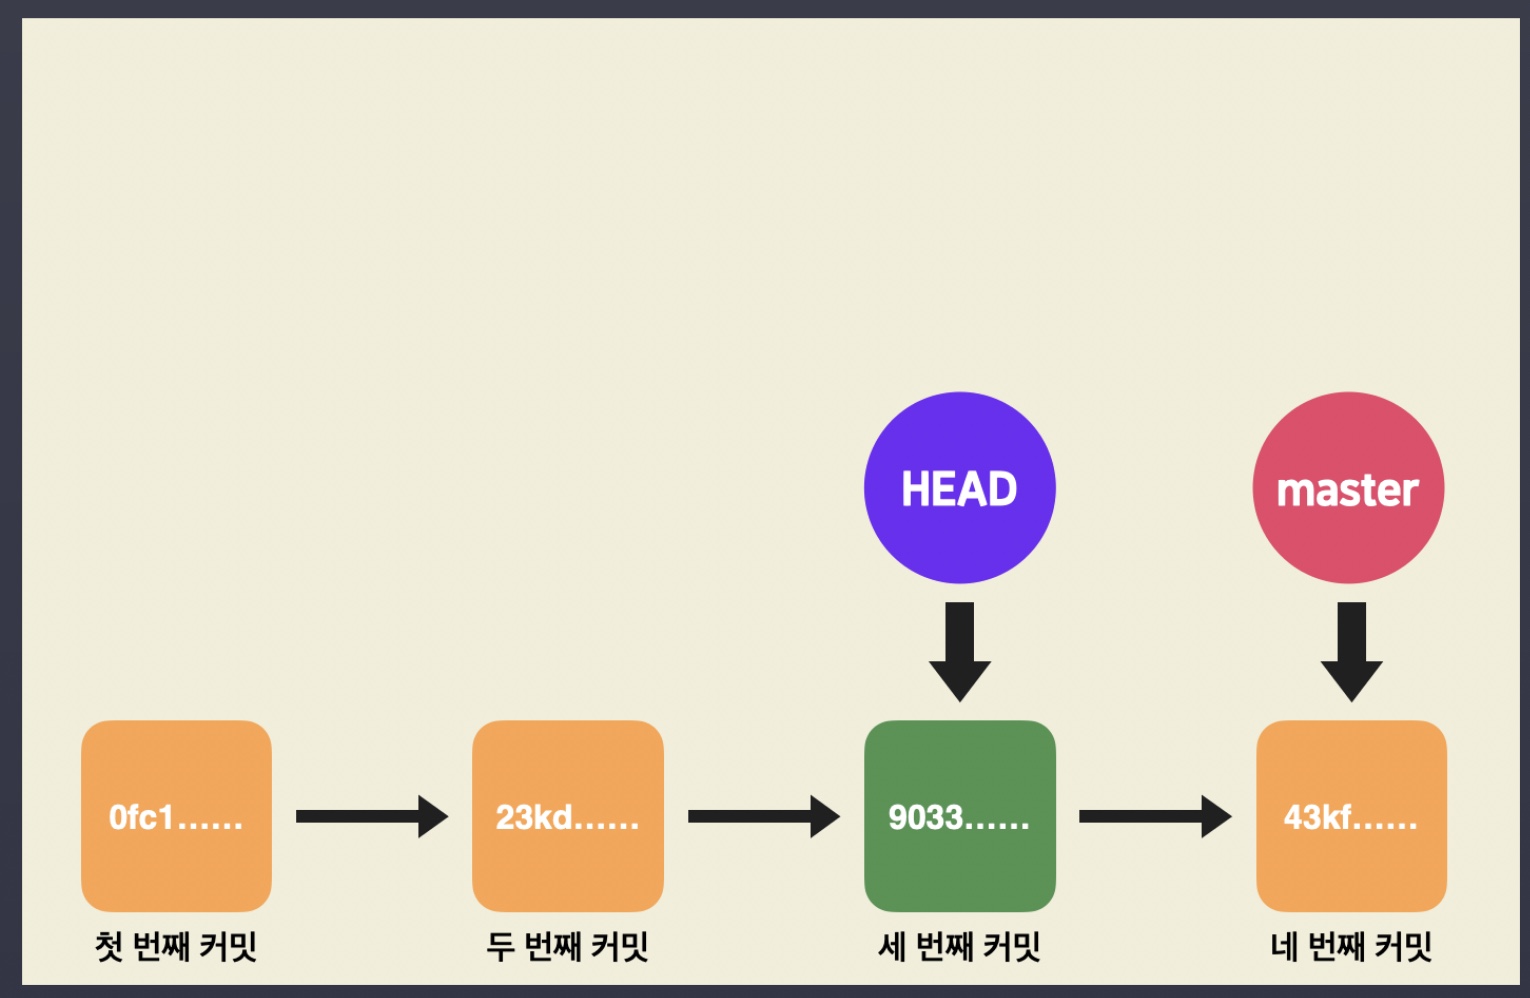 HEAD
master
0fc1......
23kd......
9033......
43kf......
첫 번째 커밋
두 번째 커밋
세 번째 커밋
네 번째 커밋